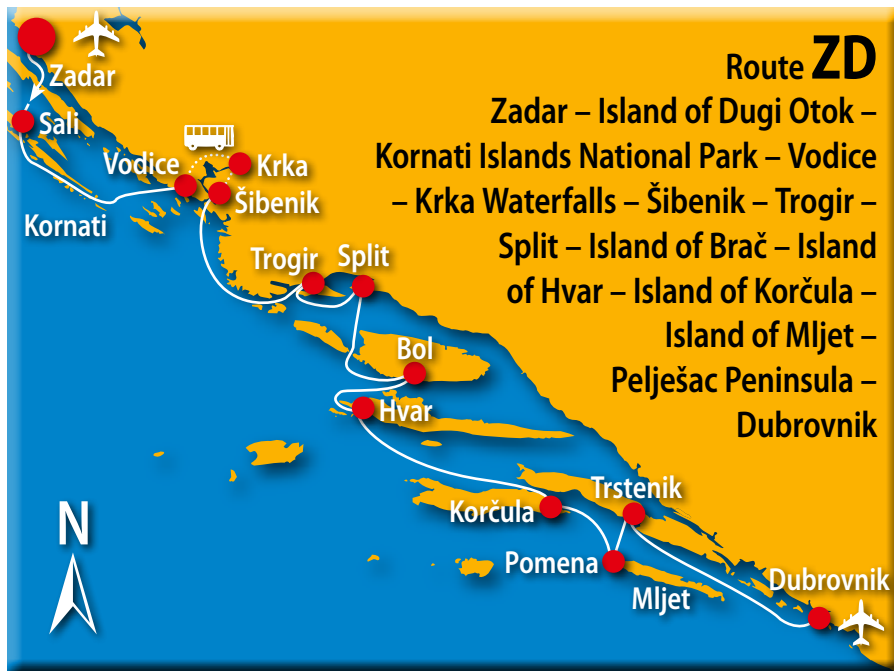 Route ZD
Zadar – Island of Dugi Otok –
Kornati Islands National Park – Vodice
– Krka Waterfalls – Šibenik – Trogir –
Split – Island of Brač – Island
of Hvar – Island of Korčula –
Island of Mljet –
Pelješac Peninsula –
Dubrovnik
Zadar
Sali
Vodice
Krka
Šibenik
Kornati
Trogir
Split
Bol
Hvar
Korčula
Trstenik
Pomena
Mljet
Dubrovnik
N